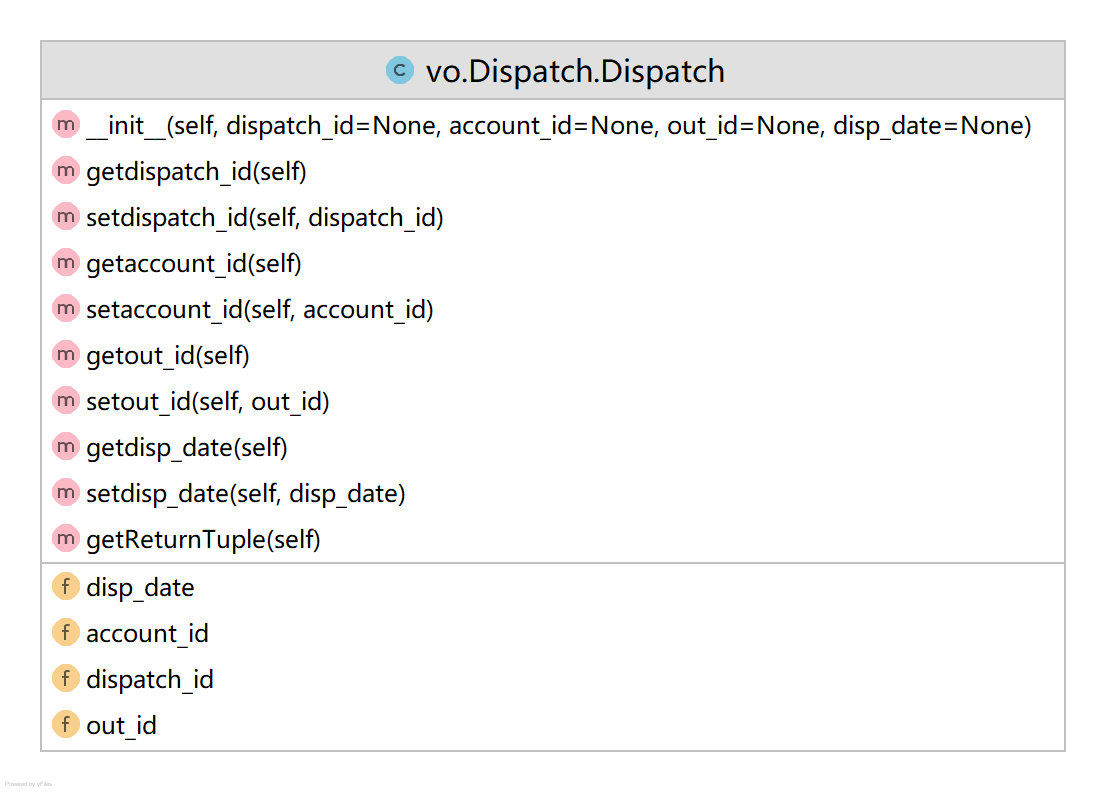 c vo.Dispatch.Dispatch
m __init__(self, dispatch_id=None, account_id=None, out_id=None, disp_date=None)
m getdispatch_id(self)
m setdispatch_id(self, dispatch_id)
m getaccount_id(self)
m setaccount_id(self, account_id)
m getout_id(self)
m setout_id(self, out_id)
m getdisp_date(self)
m setdisp_date(self, disp_date)
m getReturnTuple(self)
f disp_date
f account_id
f dispatch_id
f out_id
Powered by yFiles